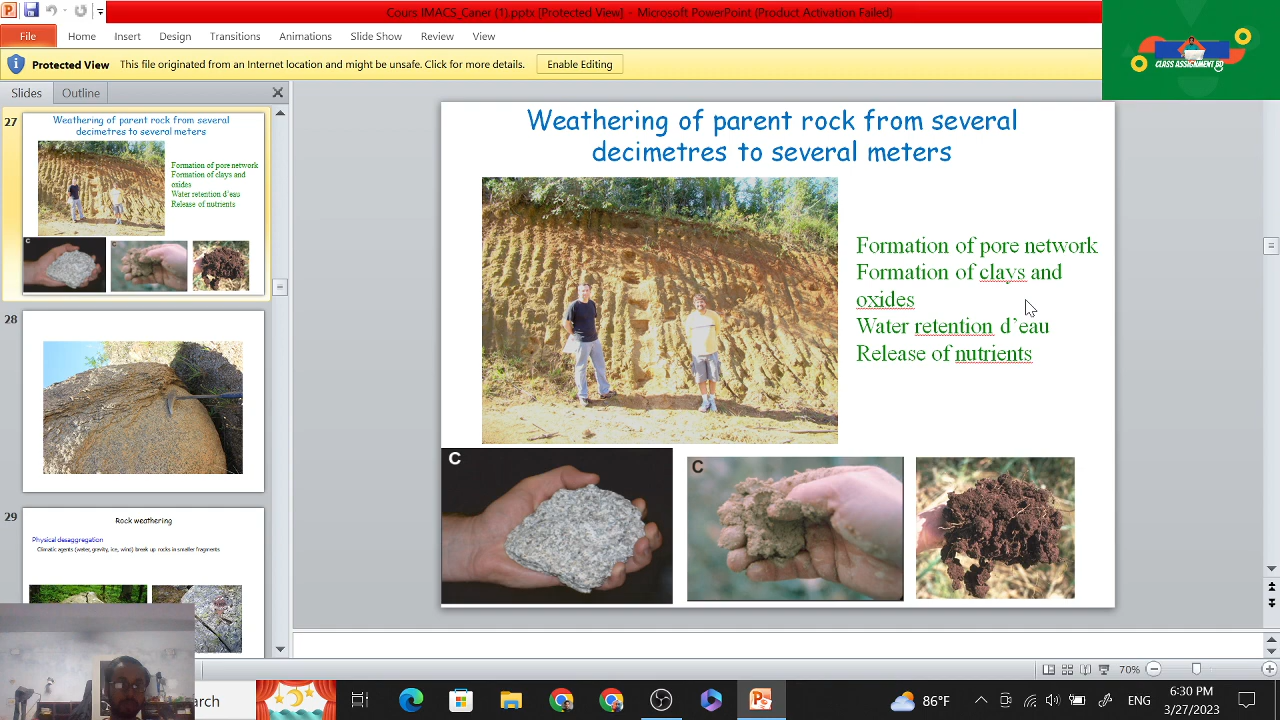 Cours IMACS_Caner (1).pptx [Protected View] - Microsoft PowerPoint (Product Activation Failed)
File Home Insert Design Transitions Animations Slide Show Review View
Protected View This file originated from an Internet location and might be unsafe. Click for more details. Enable Editing
CLASS ASSIGNMENT BD
Slides Outline
27
Weathering of parent rock from several
decimetres to several meters
Formation of pore network
Formation of clays and
oxides
Water retention d'eau
Release of nutrients
C
C
28
29
Rock weathering
Physical desaggregation
Climatic agents (water, gravity, ice, wind) break up rocks in smaller fragments
Weathering of parent rock from several
decimetres to several meters
Formation of pore network
Formation of clays and
oxides
Water retention d'eau
Release of nutrients
C
C
70%
arch
86°F
ENG
6:30 PM
3/27/2023